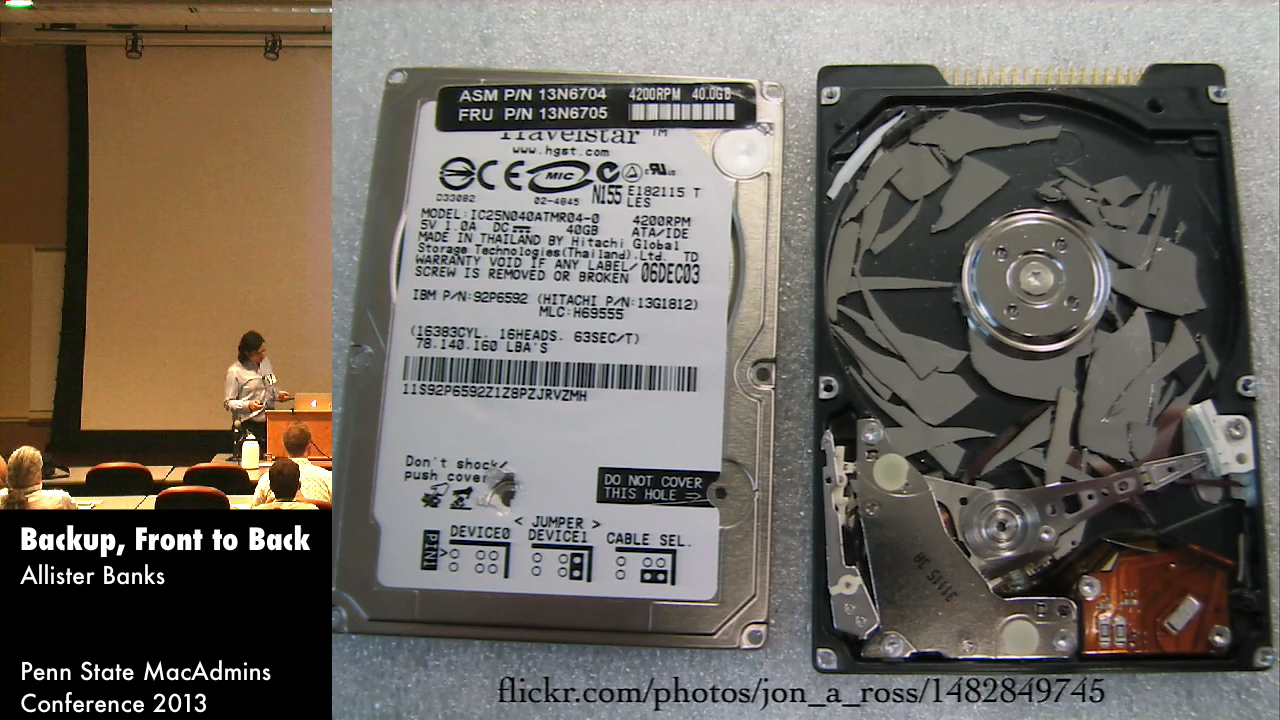 ASM P/N 13N6704 4200RPM 40.0GB
FRU P/N 13N6705
Travelstar ™
www.hgst.com
CE MIC
D33082 02-4845 N155 E182115 T
LES
MODEL:IC25N040ATMR04-0 4200RPM
5V 1.0A DC 40GB ATA/IDE
MADE IN THAILAND BY Hitachi Global
Storage Technologies(Thailand).Ltd. TD
WARRANTY VOID IF ANY LABEL/ 06DEC03
SCREW IS REMOVED OR BROKEN
IBM P/N:92P6592 (HITACHI P/N:13G1812)
MLC:H69555
(16383CYL. 16HEADS. 63SEC/T)
78.140.160 LBA'S
11S92P6592Z1Z8PZJRVZMH
Don't shock/
push cover
DO NOT COVER
THIS HOLE ⇒
< JUMPER >
DEVICE0 DEVICE1 CABLE SEL.
PIN1
31115
flickr.com/photos/jon_a_ross/1482849745
Backup, Front to Back
Allister Banks
Penn State MacAdmins
Conference 2013